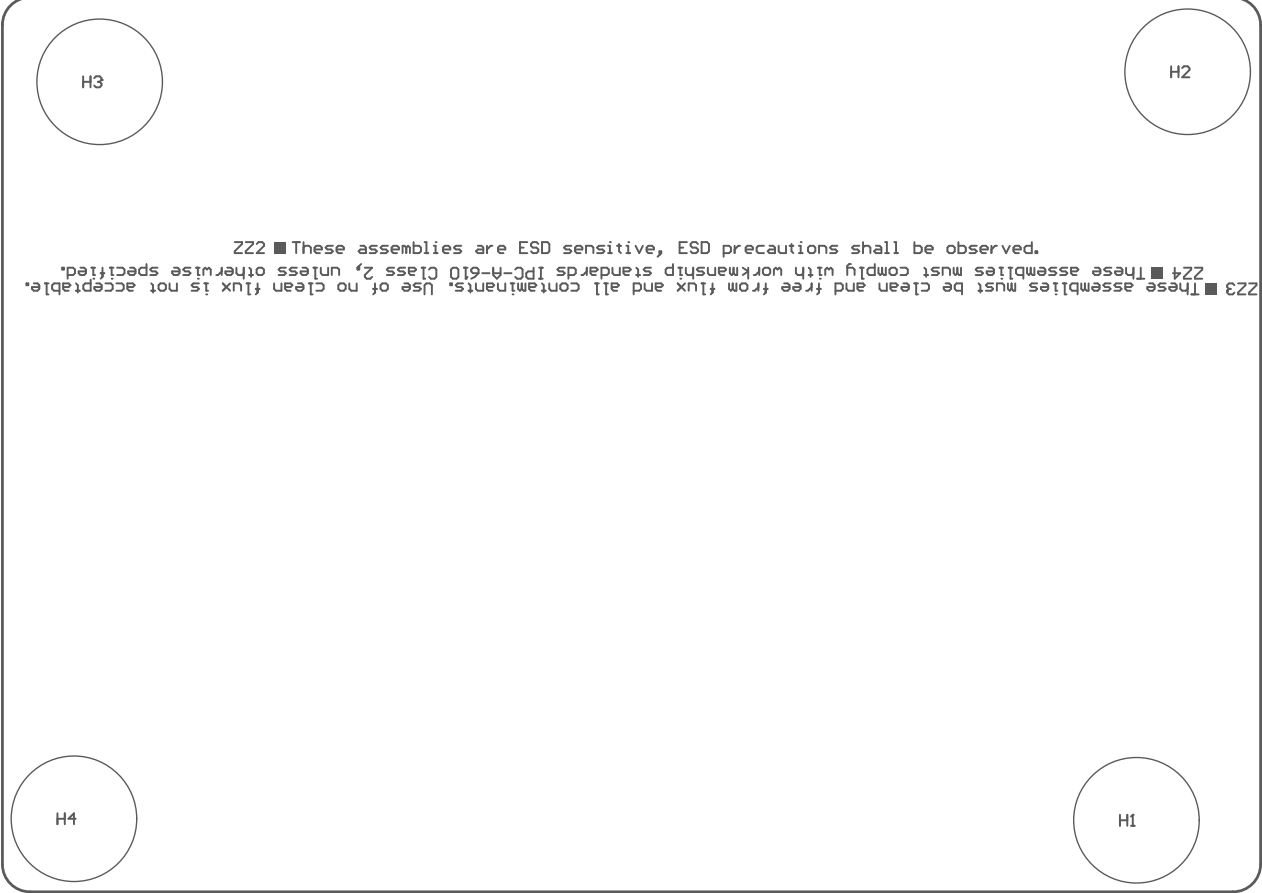 H3
H2
ZZ2 ■ These assemblies are ESD sensitive, ESD precautions shall be observed.
ZZ4 ■ These assemblies must comply with workmanship standards IPC-A-610 Class 2, unless otherwise specified.
ZZ3 ■ These assemblies must be clean and free from flux and all contaminants. Use of no clean flux is not acceptable.
H4
H1